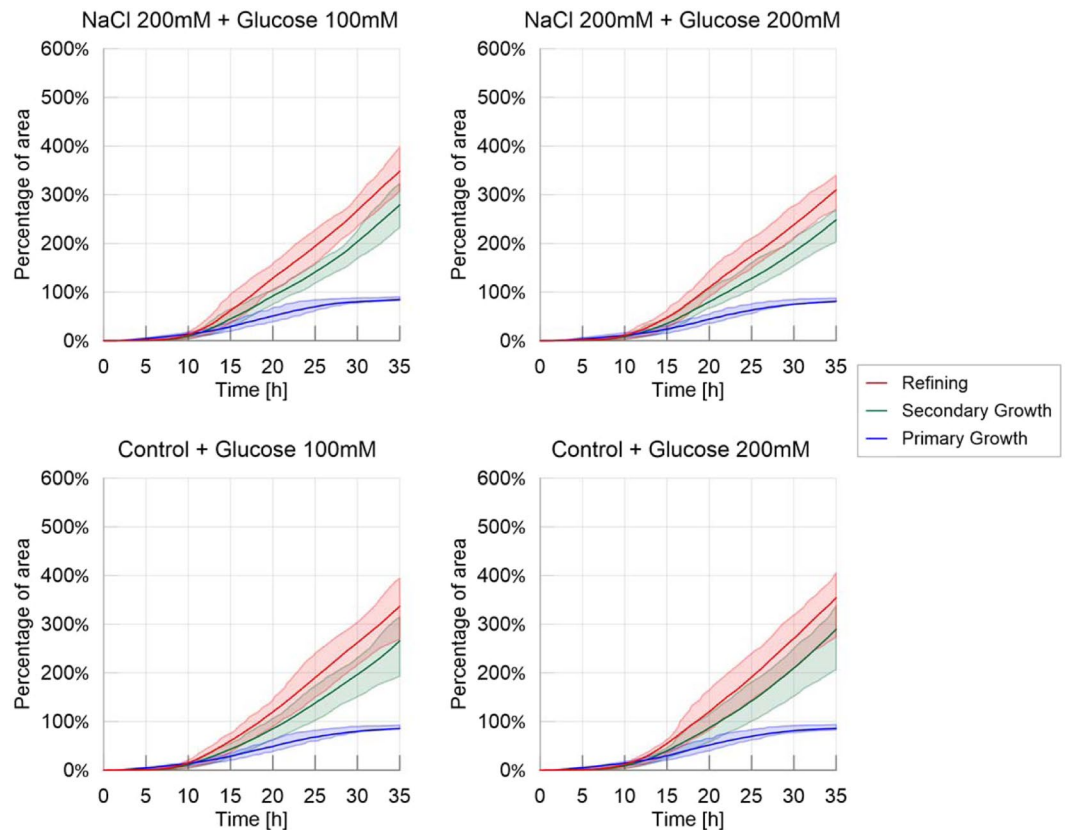 NaCl 200mM + Glucose 100mM
600%
500%
400%
300%
200%
100%
0%
Percentage of area
0 5 10 15 20 25 30 35
Time [h]
NaCl 200mM + Glucose 200mM
600%
500%
400%
300%
200%
100%
0%
Percentage of area
0 5 10 15 20 25 30 35
Time [h]
Refining
Secondary Growth
Primary Growth
Control + Glucose 100mM
600%
500%
400%
300%
200%
100%
0%
Percentage of area
0 5 10 15 20 25 30 35
Time [h]
Control + Glucose 200mM
600%
500%
400%
300%
200%
100%
0%
Percentage of area
0 5 10 15 20 25 30 35
Time [h]